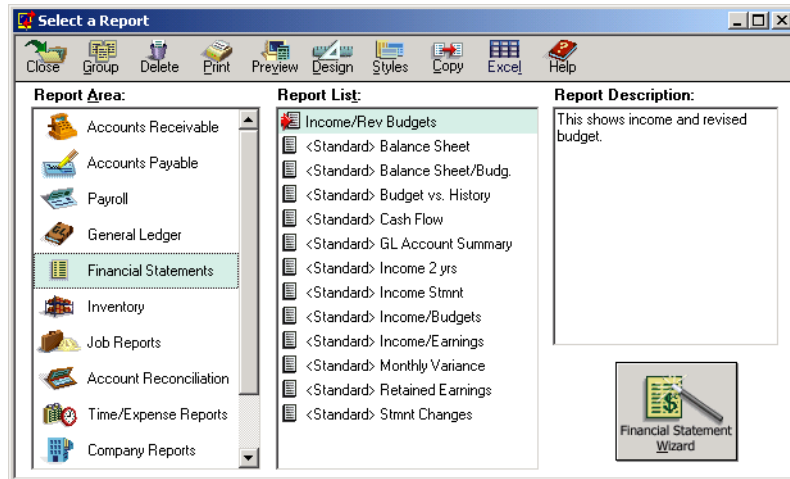 Select a Report
Close Group Delete Print Preview Design Styles Copy Excel Help
Report Area:
Accounts Receivable
Accounts Payable
Payroll
General Ledger
Financial Statements
Inventory
Job Reports
Account Reconciliation
Time/Expense Reports
Company Reports
Report List:
Income/Rev Budgets
<Standard> Balance Sheet
<Standard> Balance Sheet/Budg.
<Standard> Budget vs. History
<Standard> Cash Flow
<Standard> GL Account Summary
<Standard> Income 2 yrs
<Standard> Income Stmnt
<Standard> Income/Budgets
<Standard> Income/Earnings
<Standard> Monthly Variance
<Standard> Retained Earnings
<Standard> Stmnt Changes
Report Description:
This shows income and revised
budget.
Financial Statement
Wizard